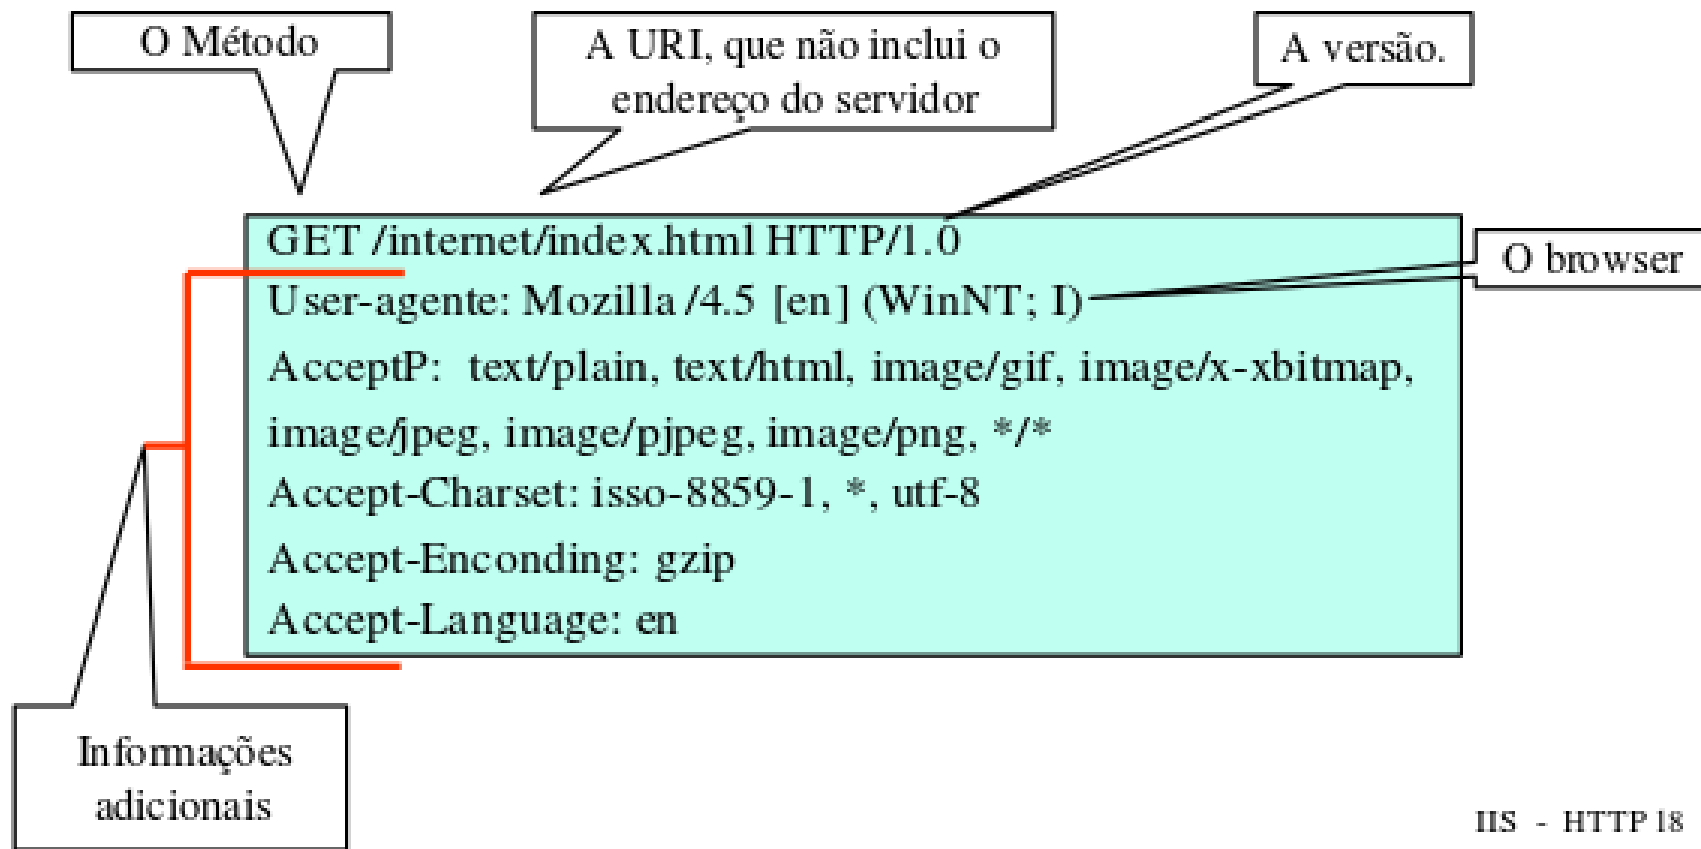 O Método
A URI, que não inclui o
endereço do servidor
A versão.
GET /internet/index.html HTTP/1.0
O browser
User-agente: Mozilla /4.5 [en] (WinNT; I)
AcceptP: text/plain, text/html, image/gif, image/x-xbitmap,
image/jpeg, image/pjpeg, image/png, */*
Accept-Charset: isso-8859-1, *, utf-8
Accept-Enconding: gzip
Accept-Language: en
Informações
adicionais
IIS - HTTP 18